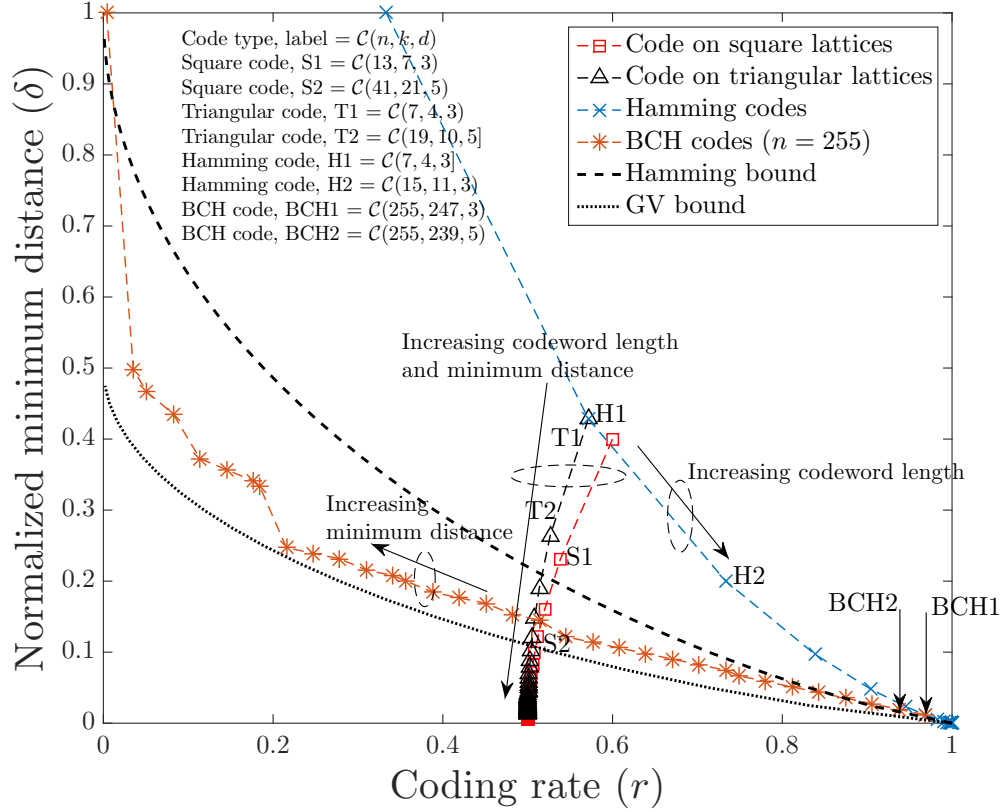 Code type, label = C(n, k, d)
Square code, S1 = C(13, 7, 3)
Square code, S2 = C(41, 21, 5)
Triangular code, T1 = C(7, 4, 3)
Triangular code, T2 = C(19, 10, 5]
Hamming code, H1 = C(7, 4, 3]
Hamming code, H2 = C(15, 11, 3)
BCH code, BCH1 = C(255, 247, 3)
BCH code, BCH2 = C(255, 239, 5)
Code on square lattices
Code on triangular lattices
Hamming codes
BCH codes (n = 255)
Hamming bound
GV bound
Increasing codeword length
and minimum distance
H1
T1
Increasing codeword length
T2
Increasing
minimum distance
S1
H2
BCH2
BCH1
S2
1
0.9
0.8
0.7
0.6
0.5
0.4
0.3
0.2
0.1
0
0
0.2
0.4
0.6
0.8
1
Normalized minimum distance (δ)
Coding rate (r)